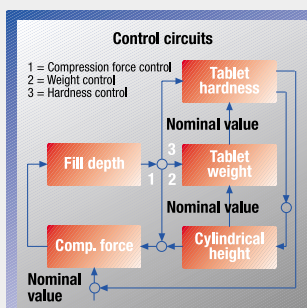 Control circuits
1 = Compression force control
2 = Weight control
3 = Hardness control
Tablet
hardness
Nominal value
Fill depth
3
1
2
Tablet
weight
Nominal value
Comp. force
Cylindrical
height
Nominal
value